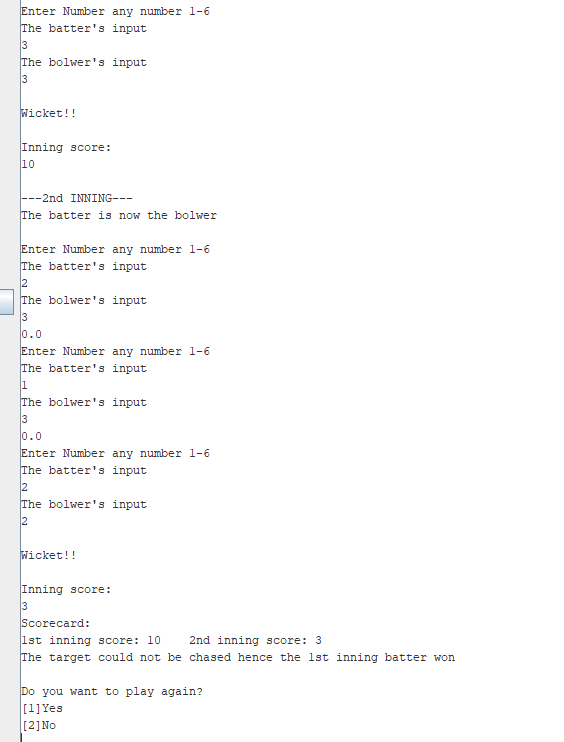 Enter Number any number 1-6
The batter's input
3
The bolwer's input
3
Wicket!!
Inning score:
10
---2nd INNING---
The batter is now the bolwer
Enter Number any number 1-6
The batter's input
2
The bolwer's input
3
0.0
Enter Number any number 1-6
The batter's input
1
The bolwer's input
3
0.0
Enter Number any number 1-6
The batter's input
2
The bolwer's input
2
Wicket!!
Inning score:
3
Scorecard:
1st inning score: 10    2nd inning score: 3
The target could not be chased hence the 1st inning batter won
Do you want to play again?
[1]Yes
[2]No